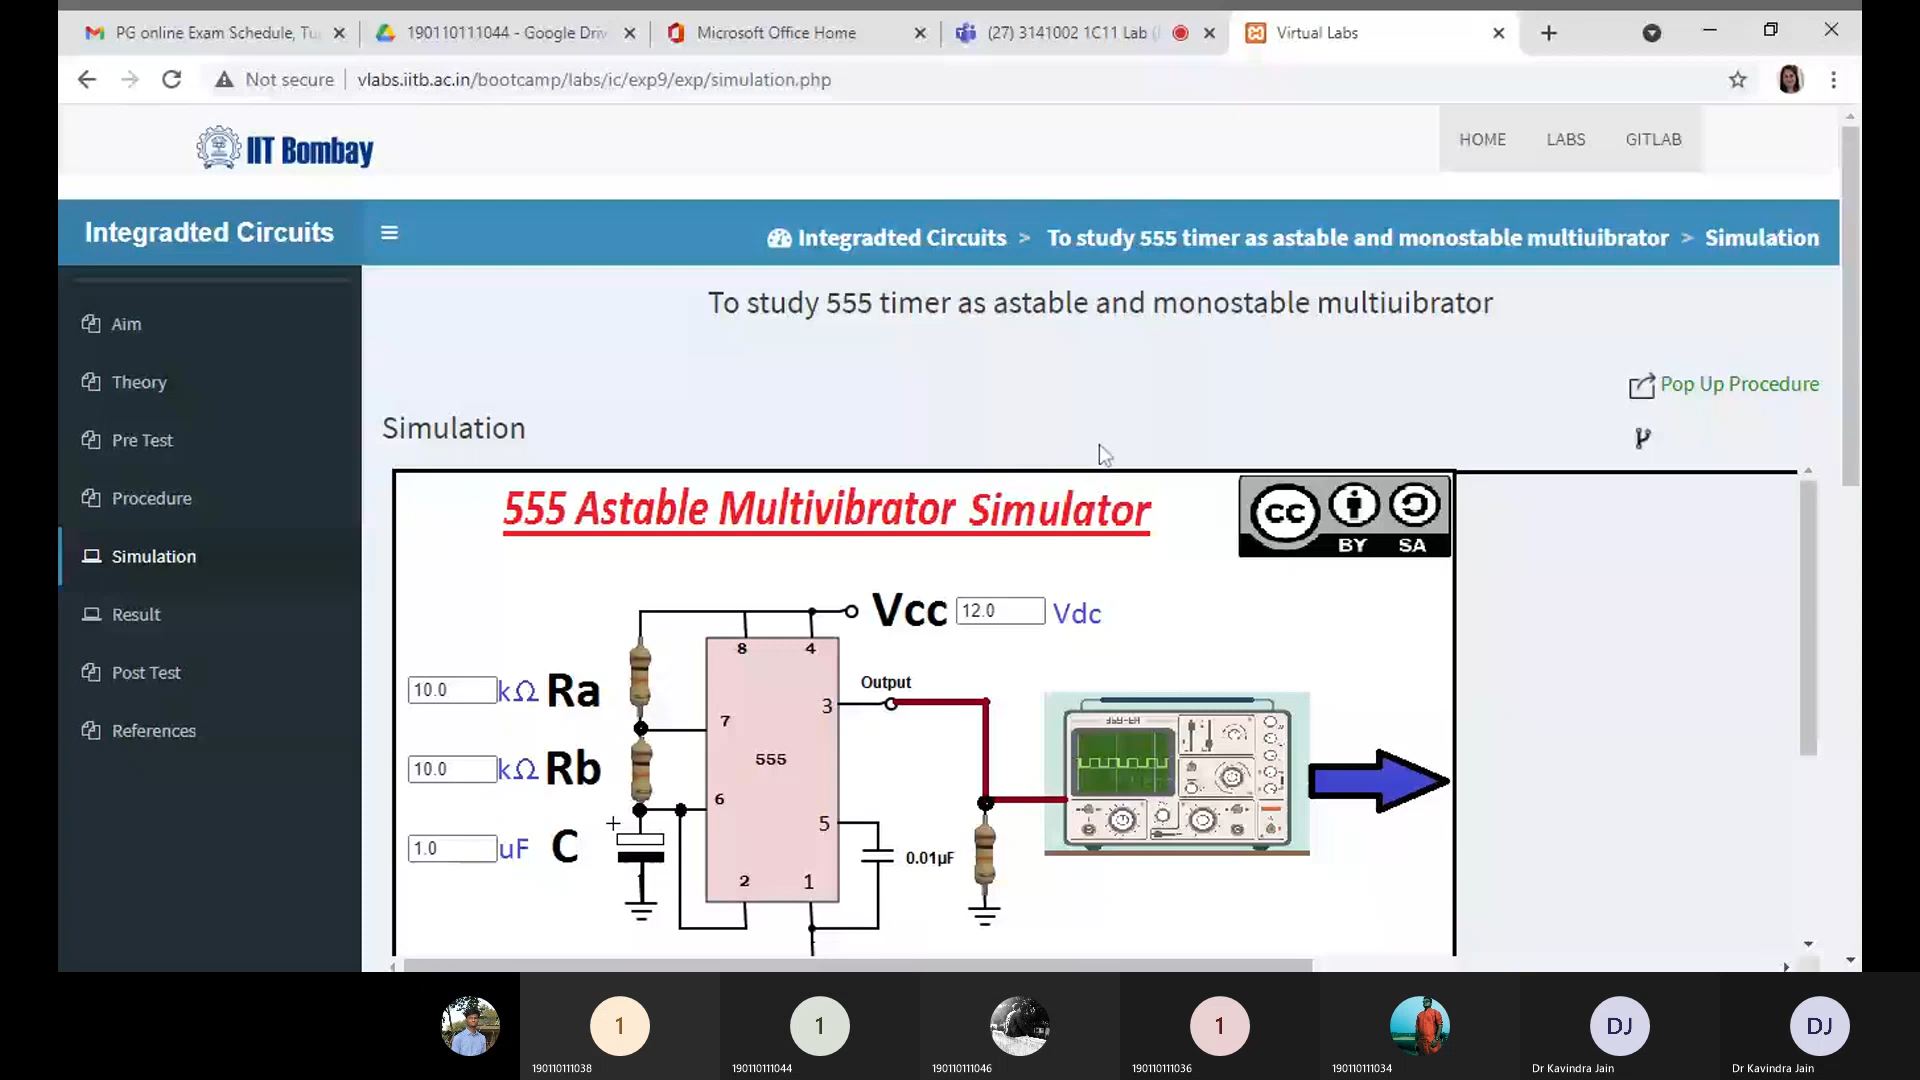 PG online Exam Schedule, Tu
190110111044 - Google Driv
Microsoft Office Home
(27) 3141002 1C11 Lab (
Virtual Labs
Not secure
vlabs.iitb.ac.in/bootcamp/labs/ic/exp9/exp/simulation.php
IIT Bombay
HOME
LABS
GITLAB
Integradted Circuits
Integradted Circuits > To study 555 timer as astable and monostable multiuibrator > Simulation
To study 555 timer as astable and monostable multiuibrator
Aim
Theory
Pre Test
Procedure
Simulation
Result
Post Test
References
Pop Up Procedure
Simulation
555 Astable Multivibrator Simulator
cc
BY SA
Vcc 12.0 Vdc
8 4
10.0 kΩ Ra
Output
7 3
555
10.0 kΩ Rb
6
5
+
1.0 uF C
0.01µF
2 1
1
190110111038
1
190110111044
190110111046
1
190110111036
190110111034
DJ
Dr Kavindra Jain
DJ
Dr Kavindra Jain